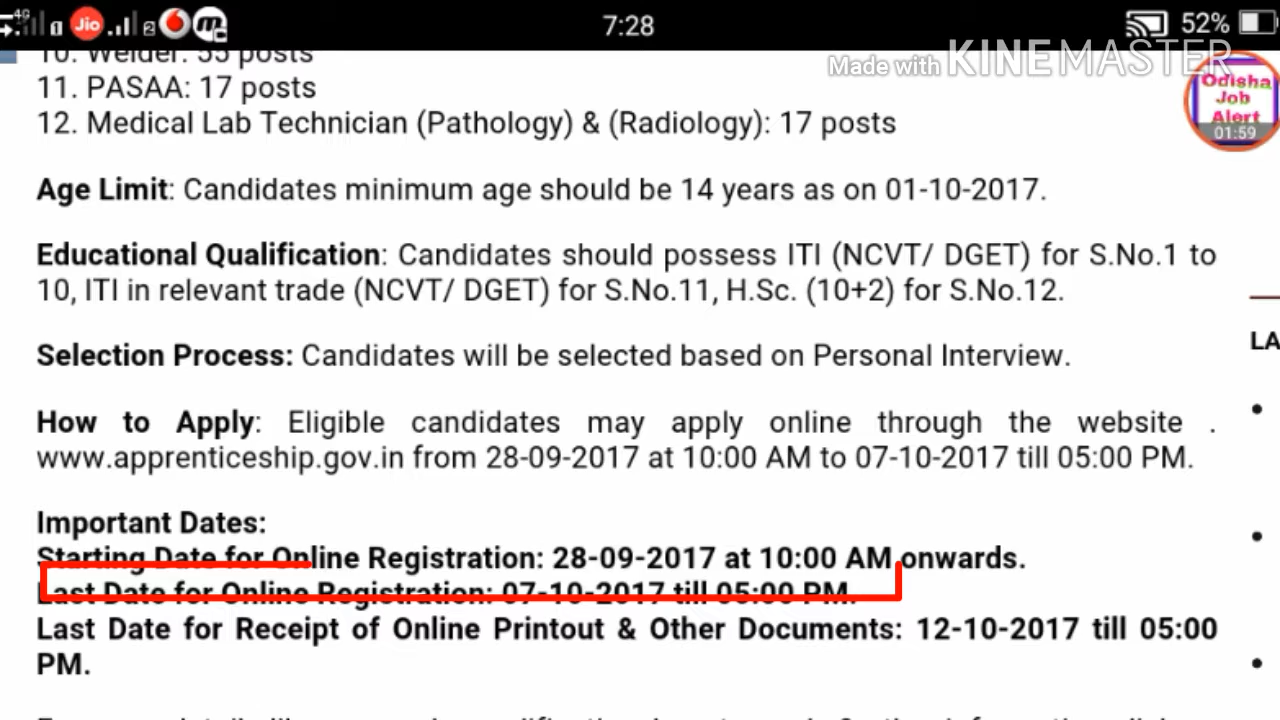 4G
1
Jio
2
7:28
52%
Made with KINEMASTER
Odisha
Job
Alert
01:59
10. Welder: 55 posts
11. PASAA: 17 posts
12. Medical Lab Technician (Pathology) & (Radiology): 17 posts
Age Limit: Candidates minimum age should be 14 years as on 01-10-2017.
Educational Qualification: Candidates should possess ITI (NCVT/ DGET) for S.No.1 to
10, ITI in relevant trade (NCVT/ DGET) for S.No.11, H.Sc. (10+2) for S.No.12.
Selection Process: Candidates will be selected based on Personal Interview.
LA
How to Apply: Eligible candidates may apply online through the website .
www.apprenticeship.gov.in from 28-09-2017 at 10:00 AM to 07-10-2017 till 05:00 PM.
Important Dates:
Starting Date for Online Registration: 28-09-2017 at 10:00 AM onwards.
Last Date for Online Registration: 07-10-2017 till 05:00 PM.
Last Date for Receipt of Online Printout & Other Documents: 12-10-2017 till 05:00
PM.